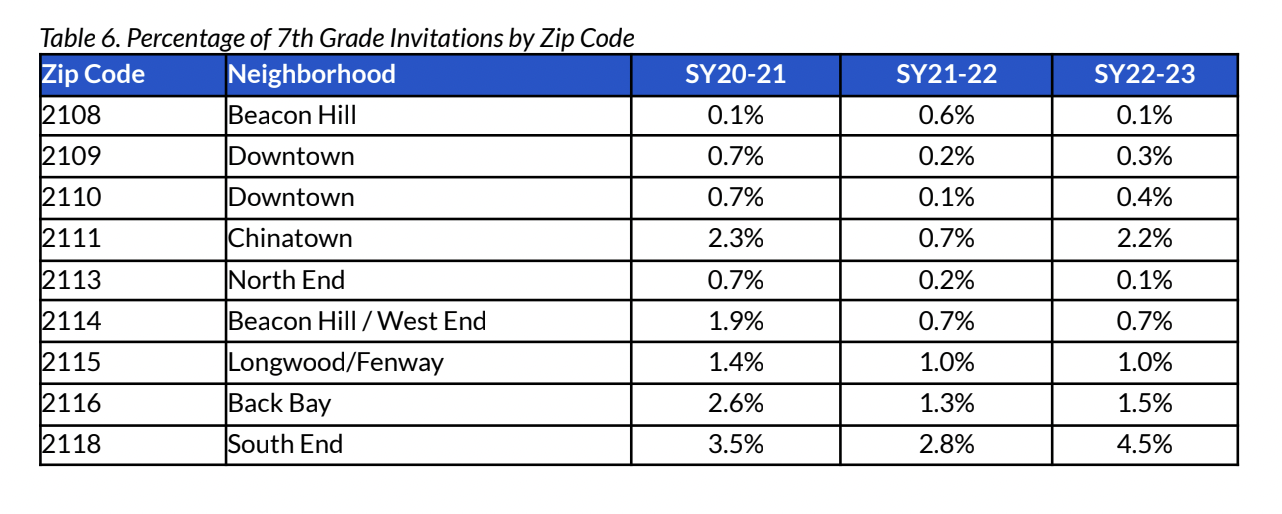 Table 6. Percentage of 7th Grade Invitations by Zip Code
Zip Code Neighborhood SY20-21 SY21-22 SY22-23
2108 Beacon Hill 0.1% 0.6% 0.1%
2109 Downtown 0.7% 0.2% 0.3%
2110 Downtown 0.7% 0.1% 0.4%
2111 Chinatown 2.3% 0.7% 2.2%
2113 North End 0.7% 0.2% 0.1%
2114 Beacon Hill / West End 1.9% 0.7% 0.7%
2115 Longwood/Fenway 1.4% 1.0% 1.0%
2116 Back Bay 2.6% 1.3% 1.5%
2118 South End 3.5% 2.8% 4.5%